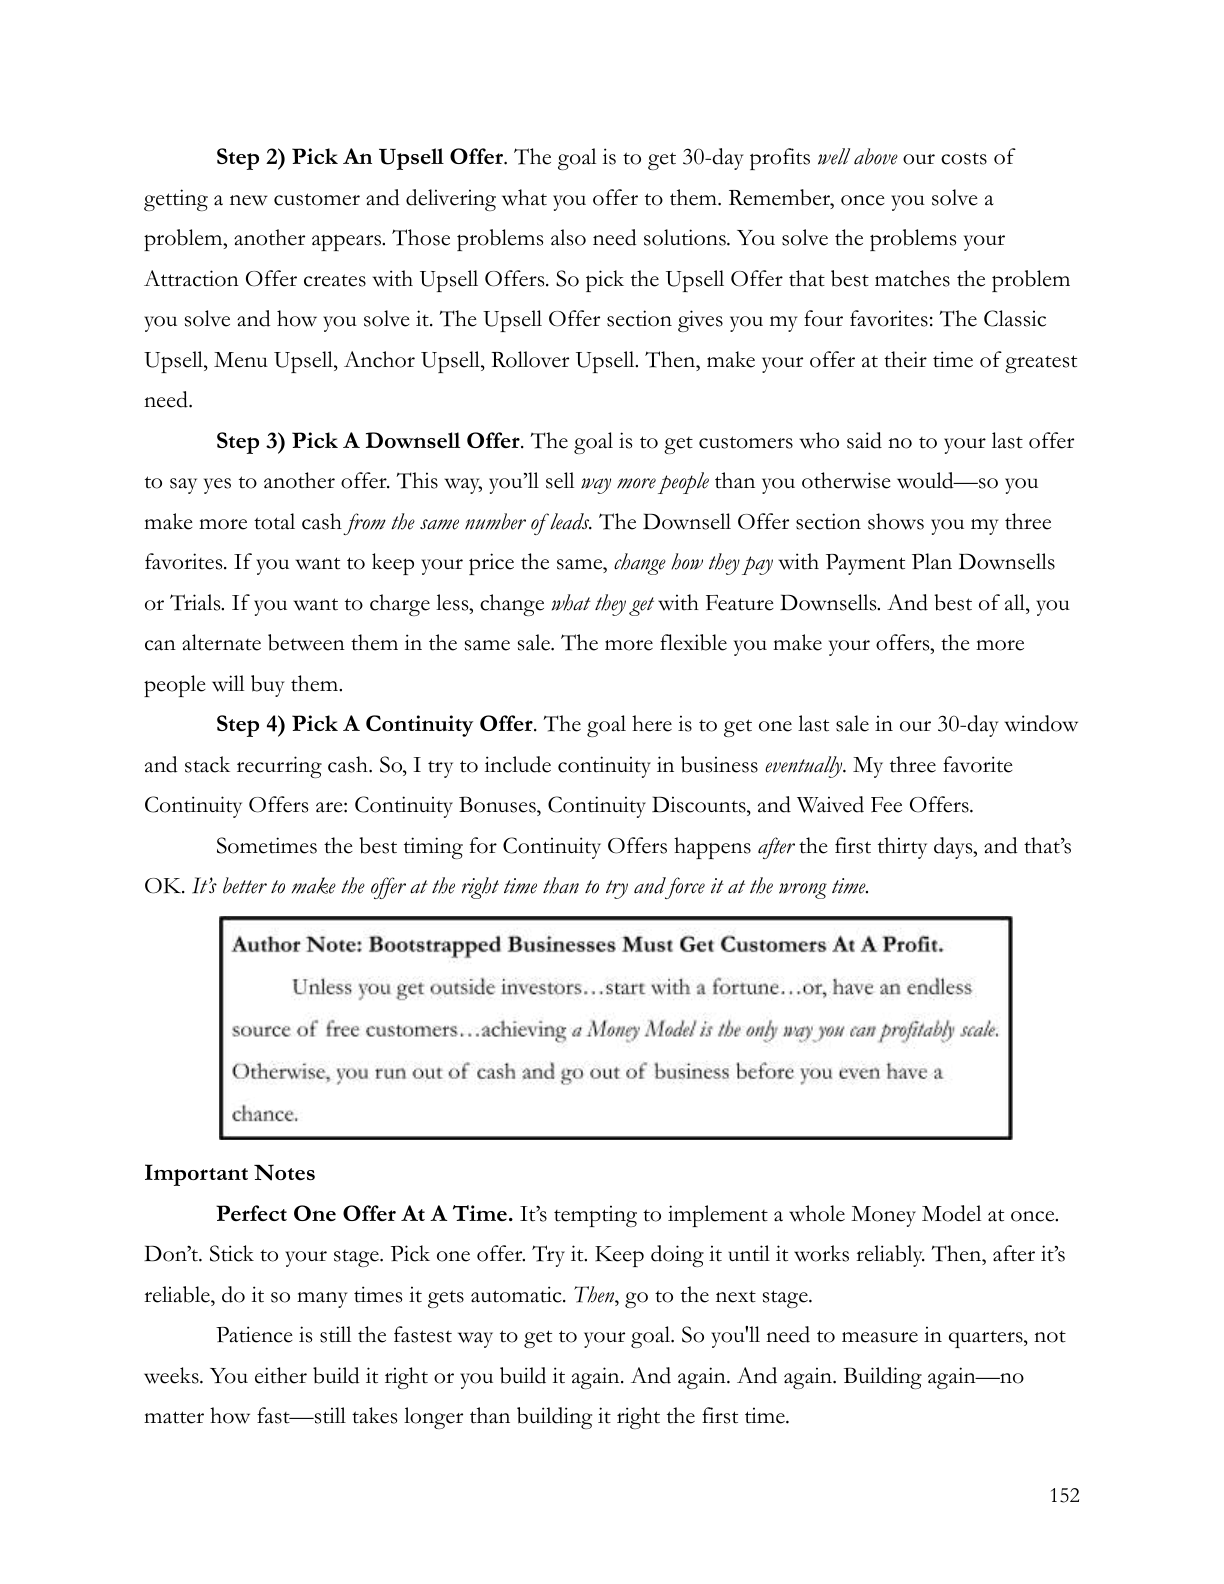 Step 2) Pick An Upsell Offer. The goal is to get 30-day profits well above our costs of
getting a new customer and delivering what you offer to them. Remember, once you solve a
problem, another appears. Those problems also need solutions. You solve the problems your
Attraction Offer creates with Upsell Offers. So pick the Upsell Offer that best matches the problem
you solve and how you solve it. The Upsell Offer section gives you my four favorites: The Classic
Upsell, Menu Upsell, Anchor Upsell, Rollover Upsell. Then, make your offer at their time of greatest
need.
Step 3) Pick A Downsell Offer. The goal is to get customers who said no to your last offer
to say yes to another offer. This way, you’ll sell way more people than you otherwise would—so you
make more total cash from the same number of leads. The Downsell Offer section shows you my three
favorites. If you want to keep your price the same, change how they pay with Payment Plan Downsells
or Trials. If you want to charge less, change what they get with Feature Downsells. And best of all, you
can alternate between them in the same sale. The more flexible you make your offers, the more
people will buy them.
Step 4) Pick A Continuity Offer. The goal here is to get one last sale in our 30-day window
and stack recurring cash. So, I try to include continuity in business eventually. My three favorite
Continuity Offers are: Continuity Bonuses, Continuity Discounts, and Waived Fee Offers.
Sometimes the best timing for Continuity Offers happens after the first thirty days, and that’s
OK. It’s better to make the offer at the right time than to try and force it at the wrong time.
Author Note: Bootstrapped Businesses Must Get Customers At A Profit.
Unless you get outside investors…start with a fortune…or, have an endless
source of free customers…achieving a Money Model is the only way you can profitably scale.
Otherwise, you run out of cash and go out of business before you even have a
chance.
Important Notes
Perfect One Offer At A Time. It’s tempting to implement a whole Money Model at once.
Don’t. Stick to your stage. Pick one offer. Try it. Keep doing it until it works reliably. Then, after it’s
reliable, do it so many times it gets automatic. Then, go to the next stage.
Patience is still the fastest way to get to your goal. So you'll need to measure in quarters, not
weeks. You either build it right or you build it again. And again. And again. Building again—no
matter how fast—still takes longer than building it right the first time.
152